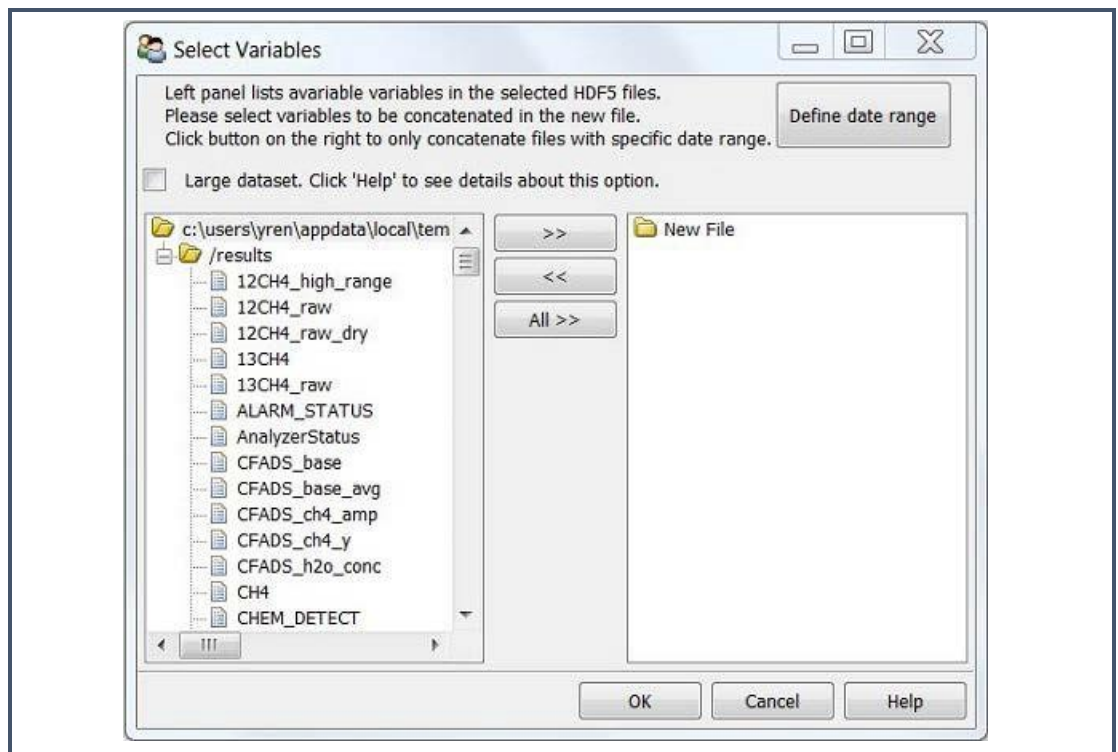 Select Variables
Left panel lists avariable variables in the selected HDF5 files.
Please select variables to be concatenated in the new file.
Click button on the right to only concatenate files with specific date range.
Define date range
Large dataset. Click 'Help' to see details about this option.
c:\users\yren\appdata\local\tem
/results
12CH4_high_range
12CH4_raw
12CH4_raw_dry
13CH4
13CH4_raw
ALARM_STATUS
AnalyzerStatus
CFADS_base
CFADS_base_avg
CFADS_ch4_amp
CFADS_ch4_y
CFADS_h2o_conc
CH4
CHEM_DETECT
>>
<<
All >>
New File
OK
Cancel
Help